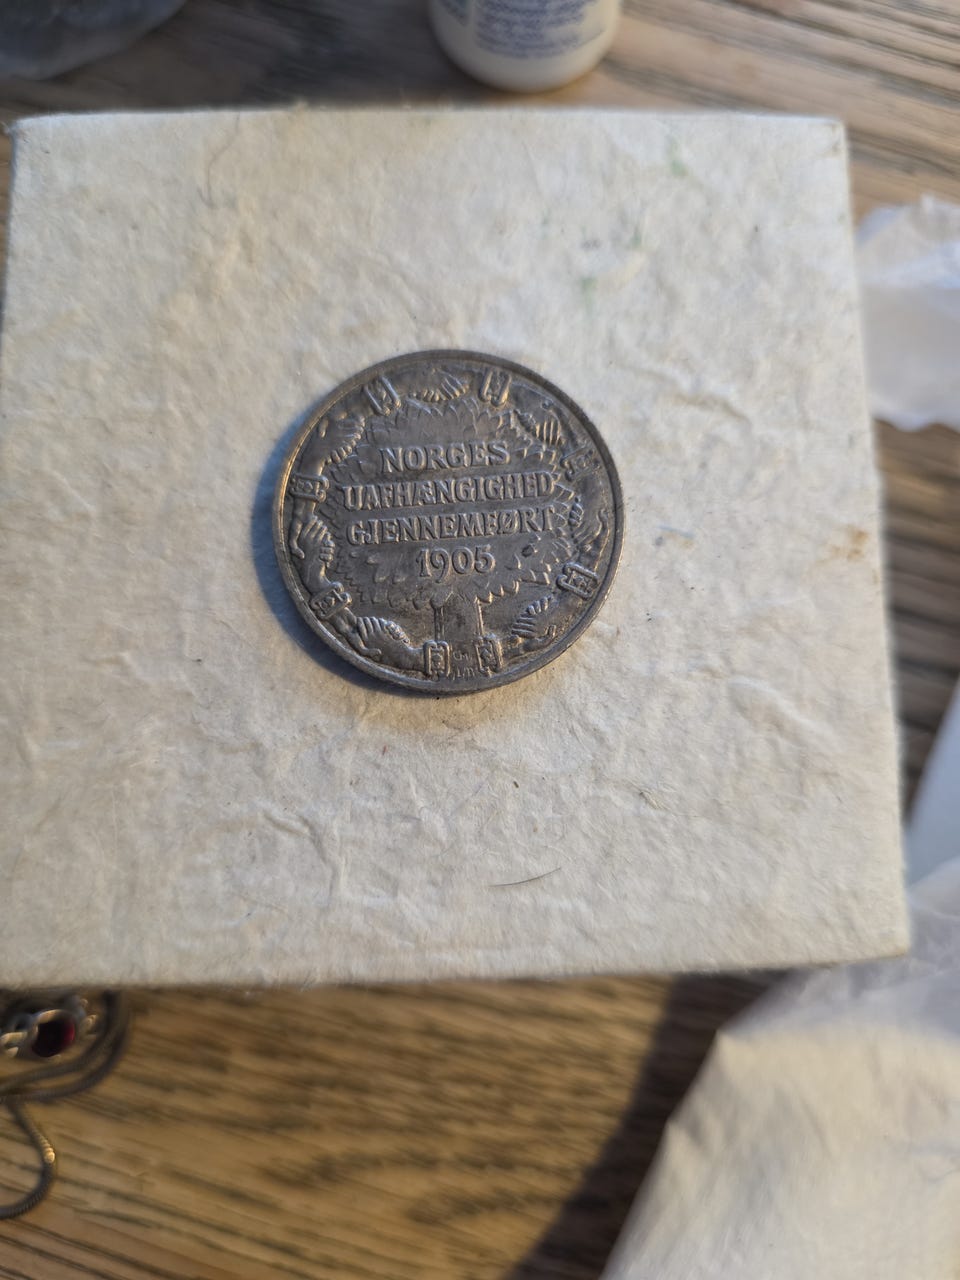 NORGES
UAFHÆNGIGHED
GJENNEMFØRT
1905